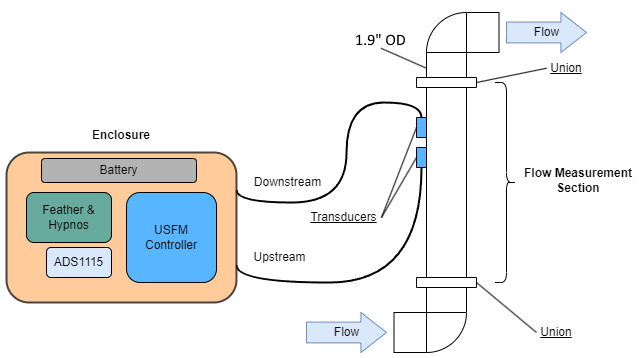 Flow
1.9" OD
Union
Enclosure
Battery
Downstream
Flow Measurement
Section
Feather &
Hypnos
USFM
Controller
Transducers
ADS1115
Upstream
Flow
Union